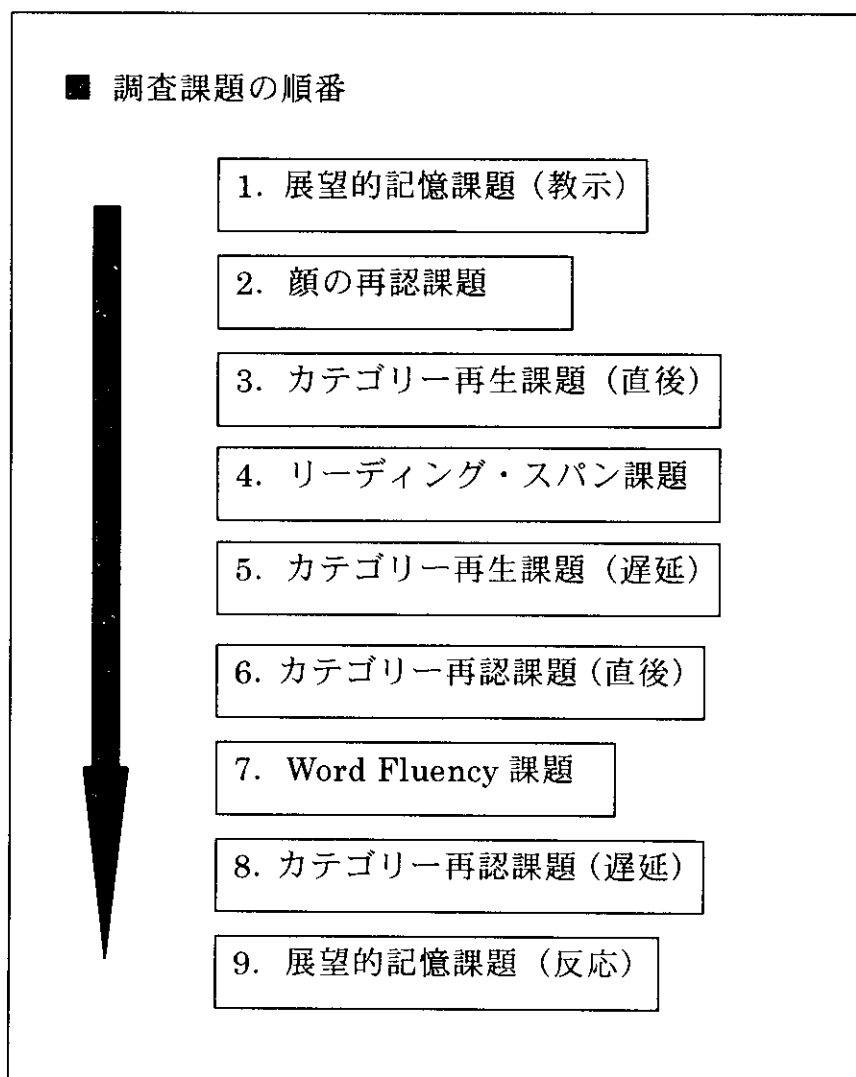 ■ 調査課題の順番
1. 展望的記憶課題（教示）
2. 顔の再認課題
3. カテゴリー再生課題（直後）
4. リーディング・スパン課題
5. カテゴリー再生課題（遅延）
6. カテゴリー再認課題（直後）
7. Word Fluency 課題
8. カテゴリー再認課題（遅延）
9. 展望的記憶課題（反応）